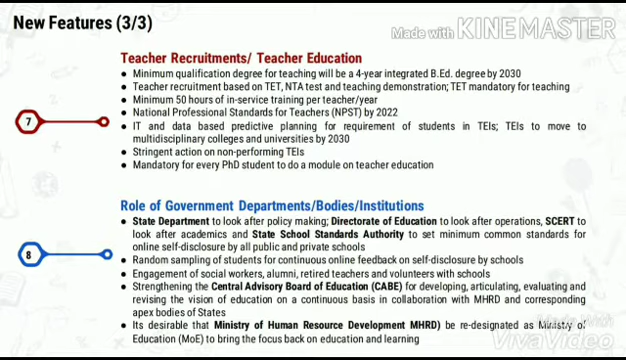 New Features (3/3)
Made with KINEMASTER
Teacher Recruitments/ Teacher Education
● Minimum qualification degree for teaching will be a 4-year integrated B.Ed. degree by 2030
● Teacher recruitment based on TET, NTA test and teaching demonstration; TET mandatory for teaching
● Minimum 50 hours of in-service training per teacher/year
7
● National Professional Standards for Teachers (NPST) by 2022
● IT and data based predictive planning for requirement of students in TEIs; TEIs to move to
multidisciplinary colleges and universities by 2030
● Stringent action on non-performing TEIs
● Mandatory for every PhD student to do a module on teacher education
Role of Government Departments/Bodies/Institutions
● State Department to look after policy making; Directorate of Education to look after operations, SCERT to
look after academics and State School Standards Authority to set minimum common standards for
online self-disclosure by all public and private schools
8
● Random sampling of students for continuous online feedback on self-disclosure by schools
● Engagement of social workers, alumni, retired teachers and volunteers with schools
● Strengthening the Central Advisory Board of Education (CABE) for developing, articulating, evaluating and
revising the vision of education on a continuous basis in collaboration with MHRD and corresponding
apex bodies of States
● Its desirable that Ministry of Human Resource Development MHRD) be re-designated as Ministry of
Education (MoE) to bring the focus back on education and learning
Made With
VivaVideo